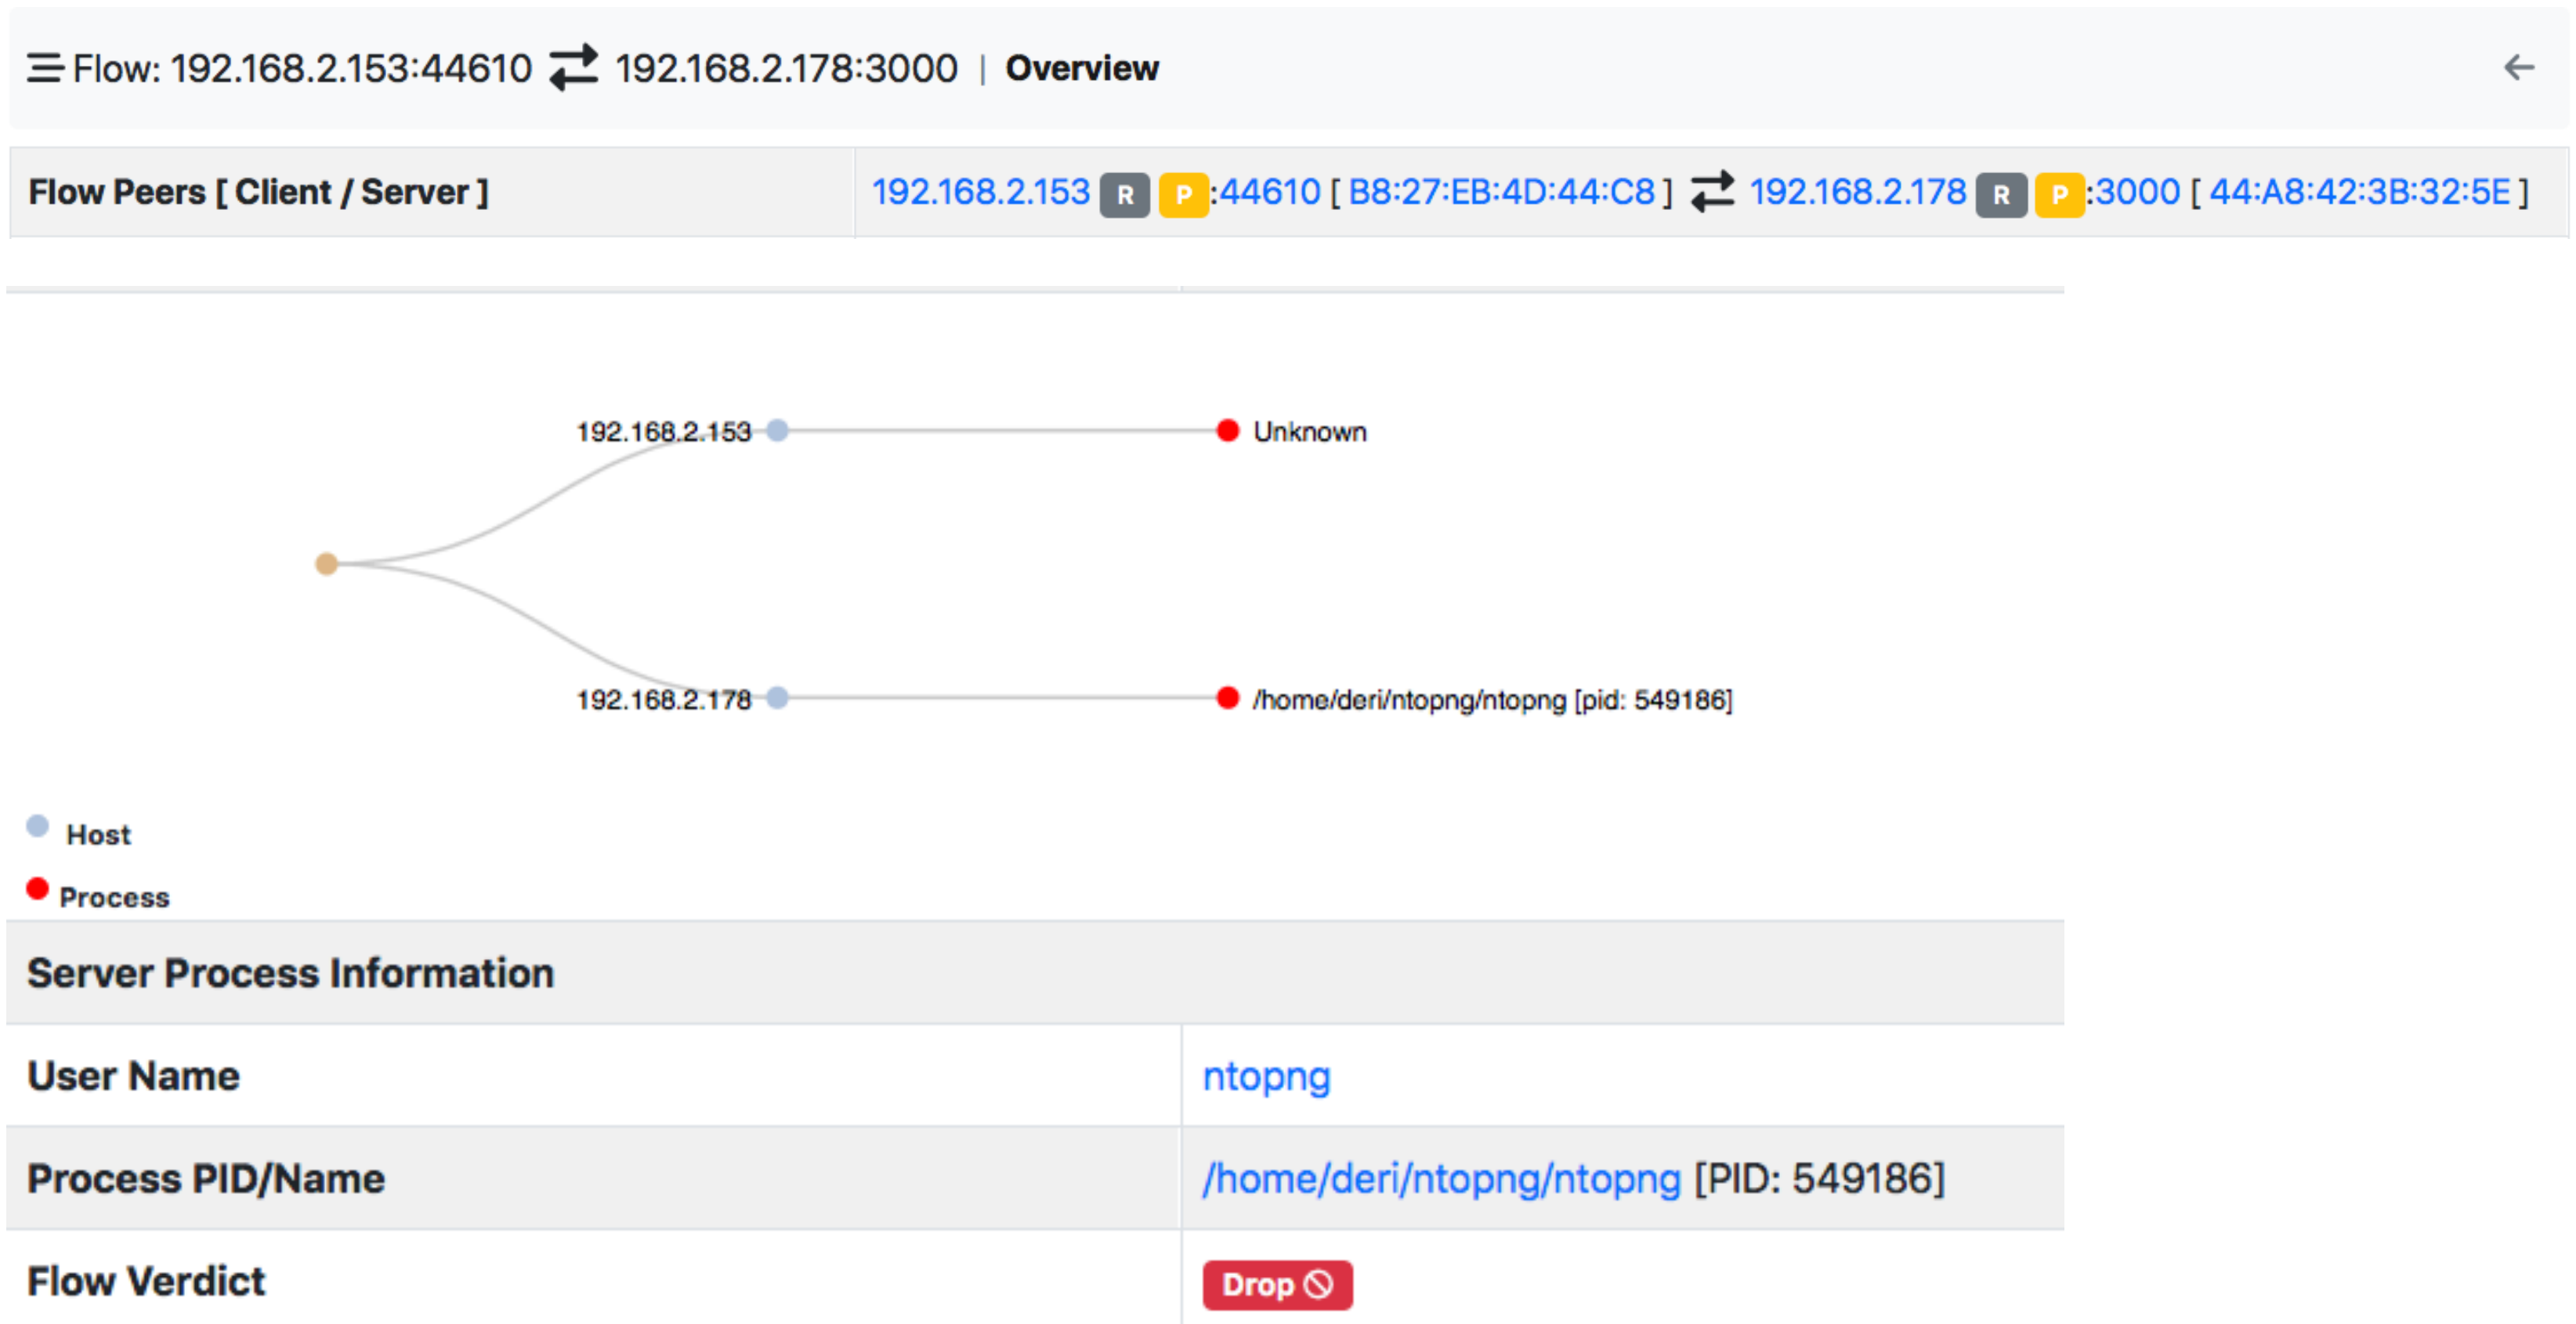 Flow: 192.168.2.153:44610 192.168.2.178:3000 | Overview
Flow Peers [ Client / Server ] 192.168.2.153 R P :44610 [ B8:27:EB:4D:44:C8 ] 192.168.2.178 R P :3000 [ 44:A8:42:3B:32:5E ]
192.168.2.153 Unknown
192.168.2.178 /home/deri/ntopng/ntopng [pid: 549186]
Host
Process
Server Process Information
User Name ntopng
Process PID/Name /home/deri/ntopng/ntopng [PID: 549186]
Flow Verdict Drop